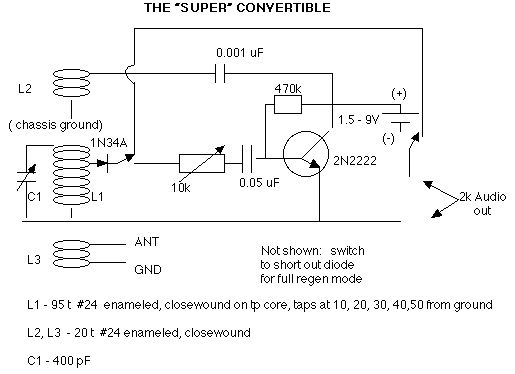 THE "SUPER" CONVERTIBLE
0.001 uF
L2
470k
(+)
1.5 - 9V
( chassis ground)
1N34A
(-)
2N2222
C1
L1
10k
0.05 uF
2k Audio
out
L3
ANT
GND
Not shown: switch
to short out diode
for full regen mode
L1 - 95 t #24 enameled, closewound on tp core, taps at 10, 20, 30, 40,50 from ground
L2, L3 - 20 t #24 enameled, closewound
C1 - 400 pF